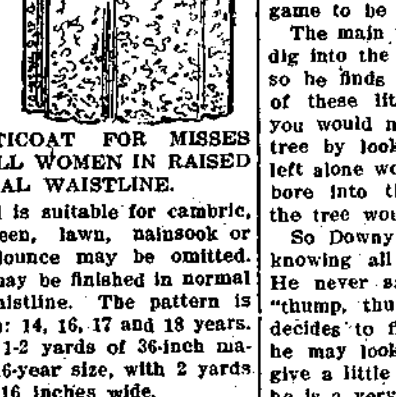 TICOAT FOR MISSES
LL WOMEN IN RAISED
AL WAISTLINE.
l is suitable for cambric,
een, lawn, nainsook or
lounce may be omitted.
may be finished in normal
aistline. The pattern is
: 14, 16, 17 and 18 years.
1-2 yards of 36-inch ma-
6-year size, with 2 yards
16 inches wide.
game to be
The main
dig into the
so he finds
of these lit
you would n
tree by look
left alone wo
bore into t
the tree wou
So Downy
knowing all
He never s
"thump, thu
decides to f
he may look
give a little
he is a very